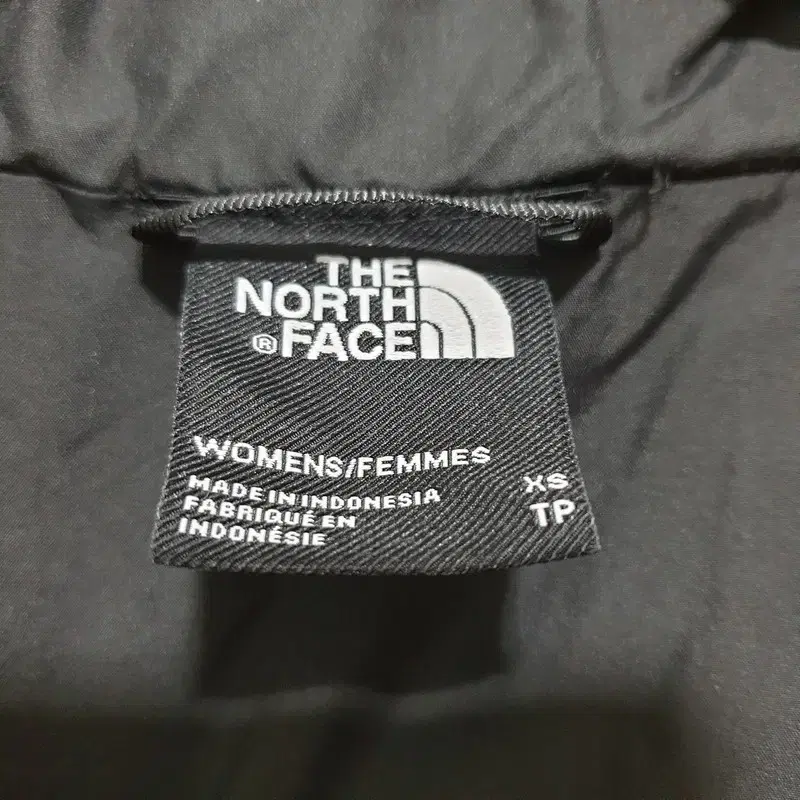 THE
NORTH
® FACE
WOMENS/FEMMES
MADE IN INDONESIA
FABRIQUÉ EN
INDONÉSIE
XS
TP